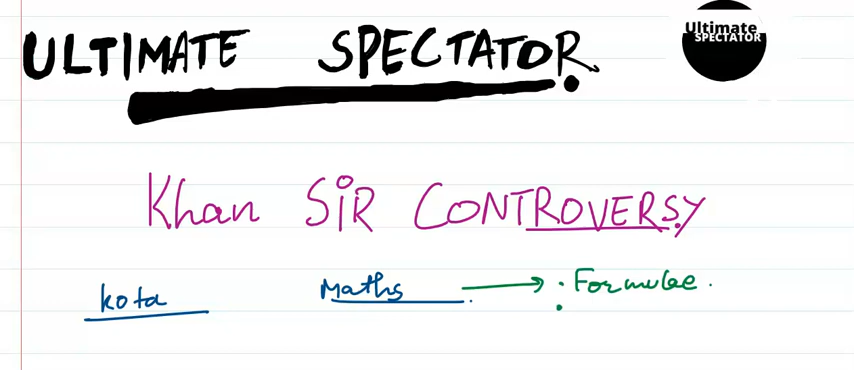 ULTIMATE SPECTATOR.
Ultimate
SPECTATOR
Khan SIR CONTROVERSY
kota Maths → . Formulae .